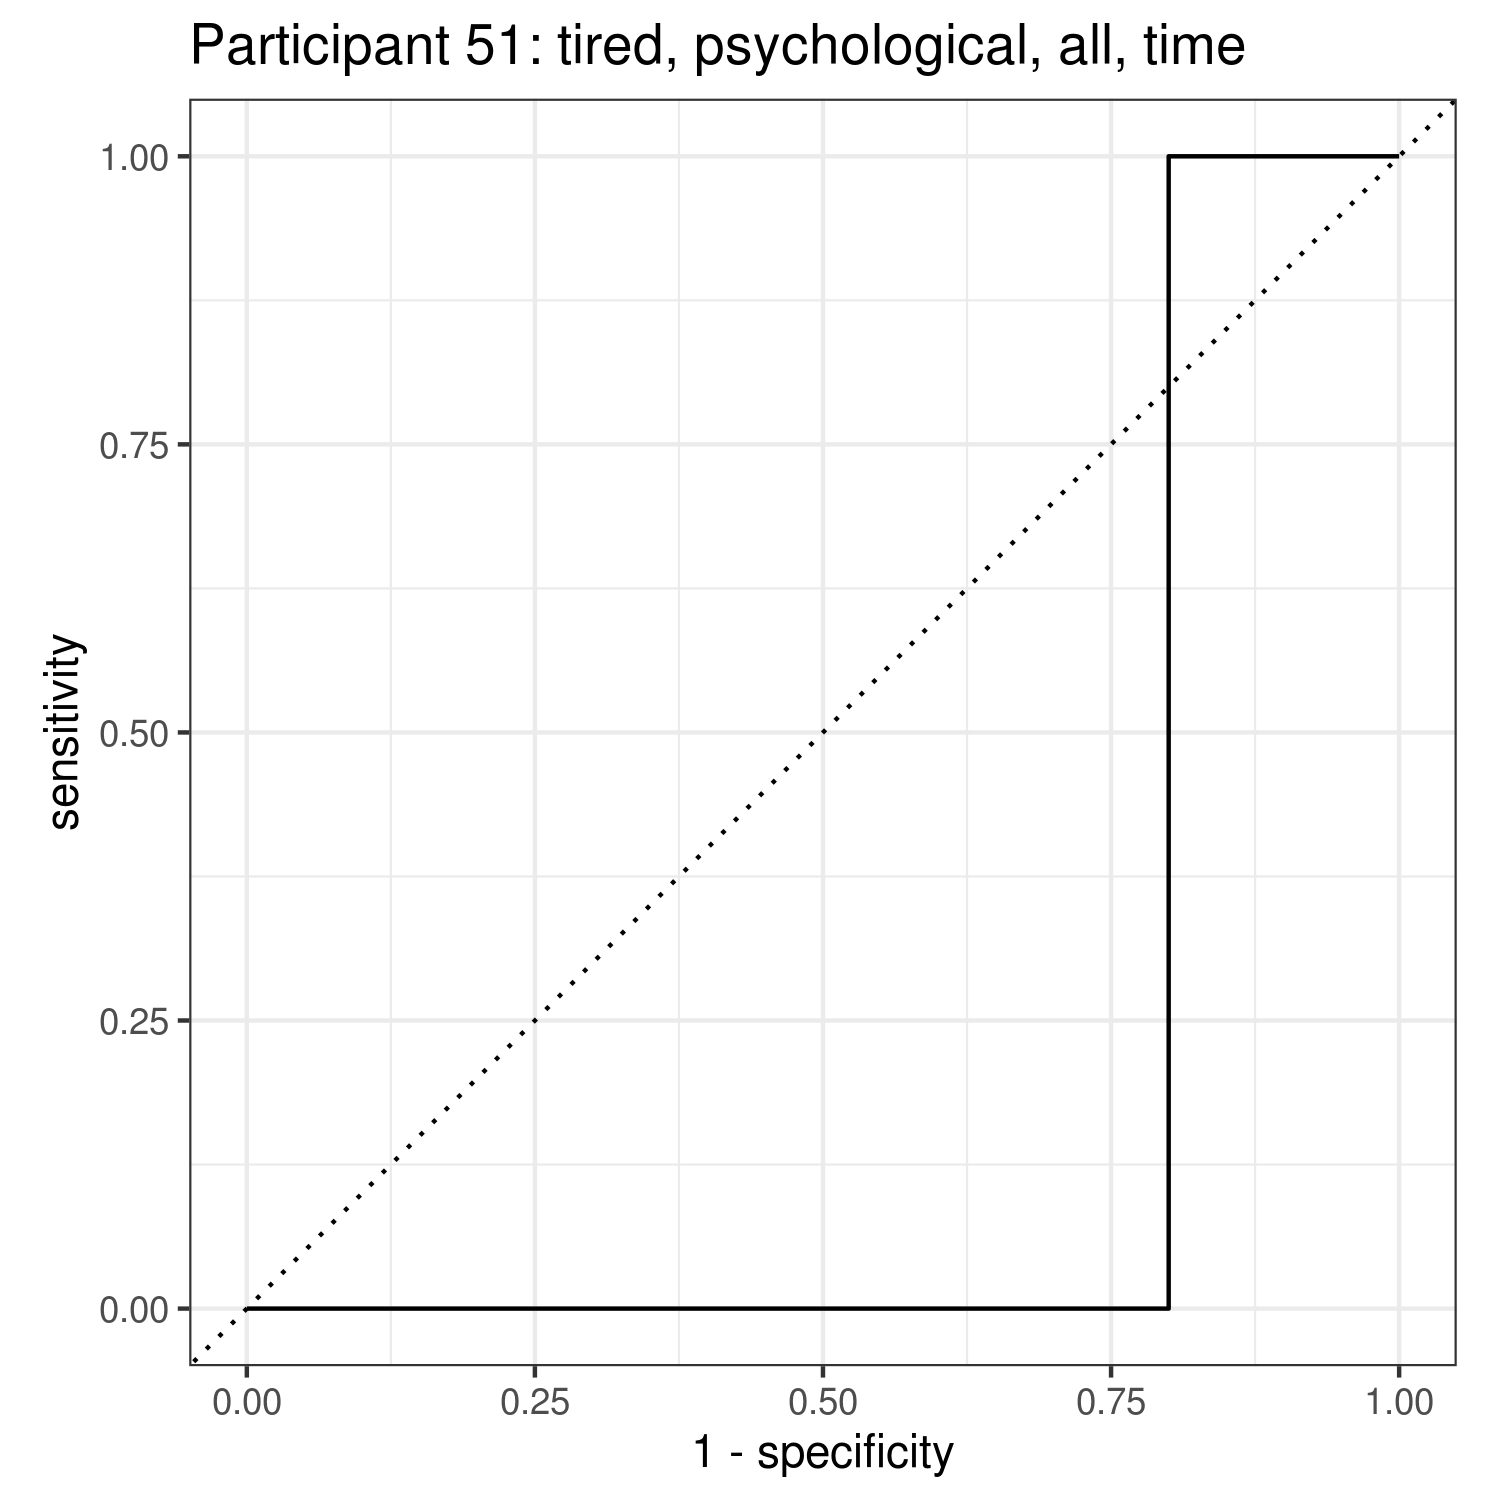 Participant 51: tired, psychological, all, time
1.00
0.75
0.50
0.25
0.00
sensitivity
0.00 0.25 0.50 0.75 1.00
1 - specificity